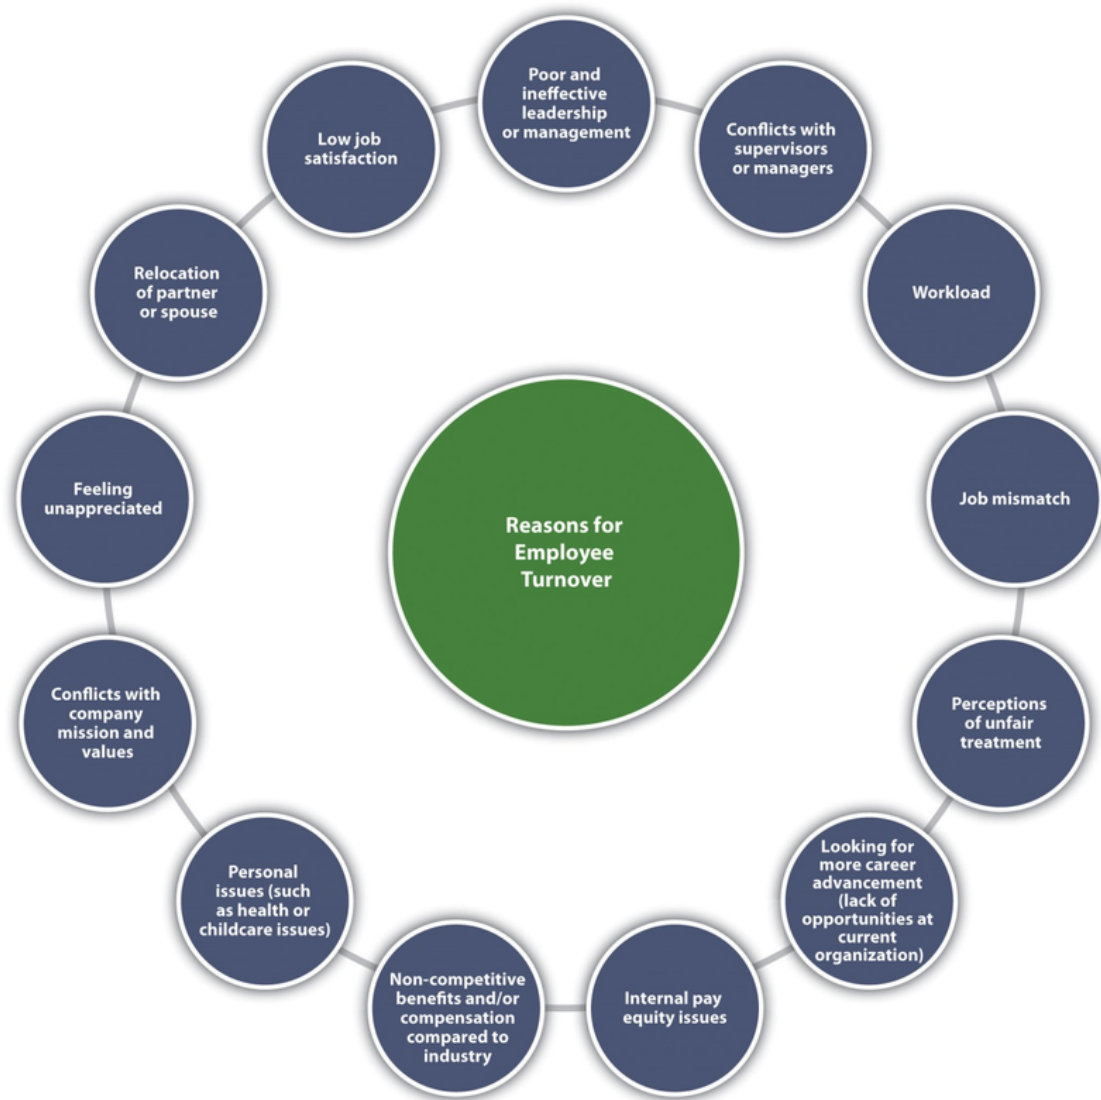 Poor and
ineffective
leadership
or management
Conflicts with
supervisors
or managers
Workload
Job mismatch
Perceptions
of unfair
treatment
Looking for
more career
advancement
(lack of
opportunities at
current
organization)
Internal pay
equity issues
Non-competitive
benefits and/or
compensation
compared to
industry
Personal
issues (such
as health or
childcare issues)
Conflicts with
company
mission and
values
Feeling
unappreciated
Relocation
of partner
or spouse
Low job
satisfaction
Reasons for
Employee
Turnover